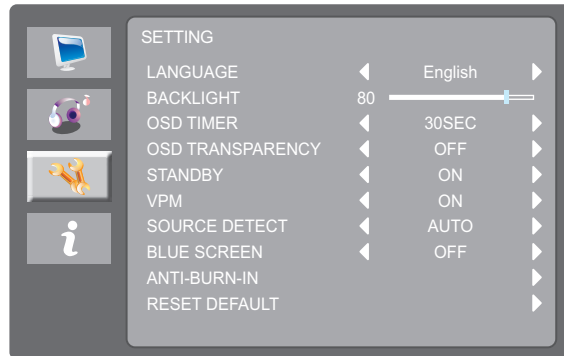 SETTING
LANGUAGE English
BACKLIGHT 80
OSD TIMER 30SEC
OSD TRANSPARENCY OFF
STANDBY ON
VPM ON
SOURCE DETECT AUTO
BLUE SCREEN OFF
ANTI-BURN-IN
RESET DEFAULT
i